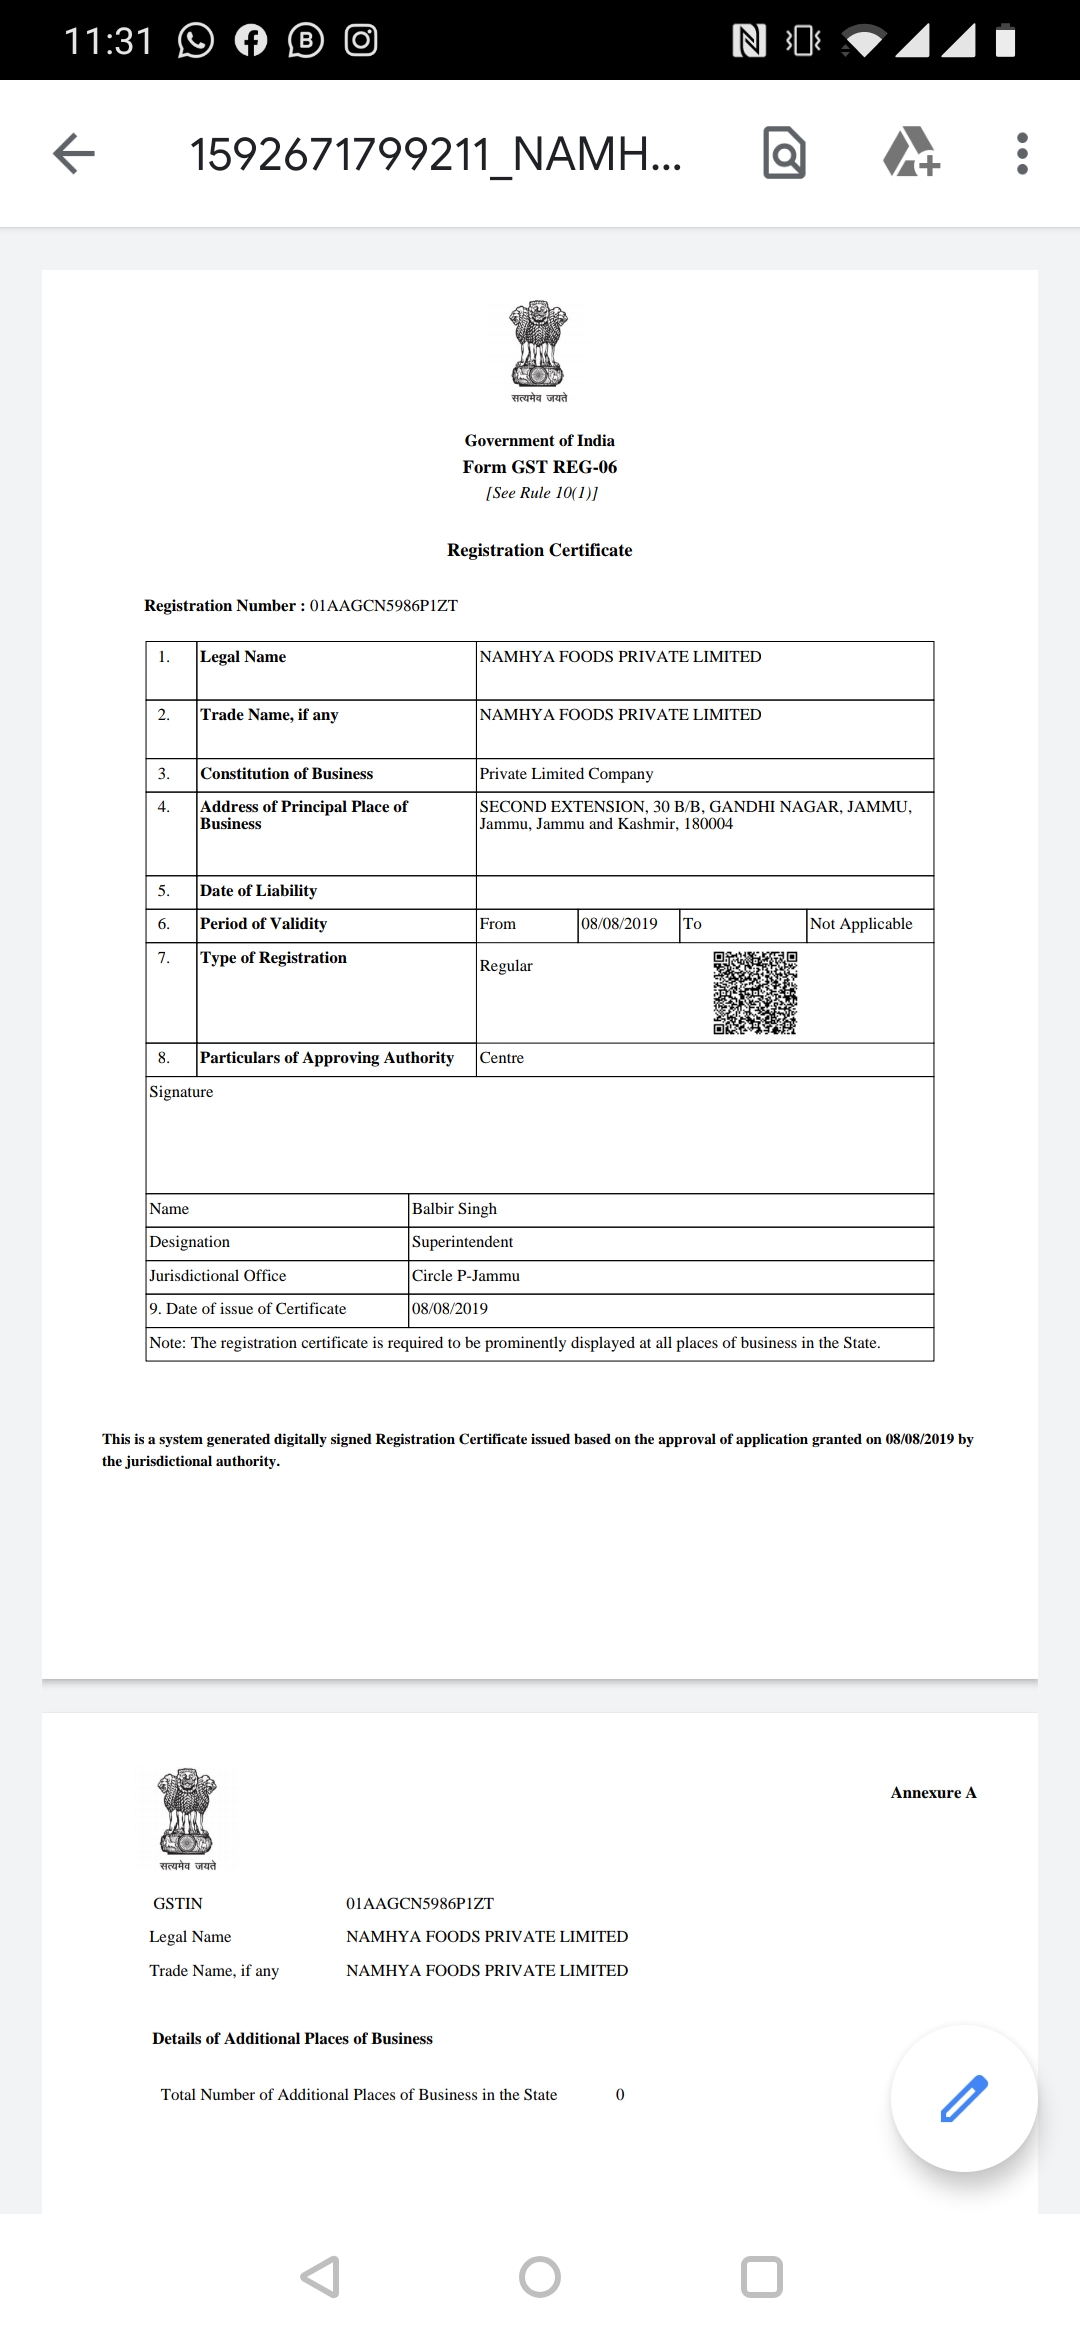 11:31
1592671799211_NAMH...
सत्यमेव जयते
Government of India
Form GST REG-06
[See Rule 10(1)]
Registration Certificate
Registration Number : 01AAGCN5986P1ZT
1. Legal Name NAMHYA FOODS PRIVATE LIMITED
2. Trade Name, if any NAMHYA FOODS PRIVATE LIMITED
3. Constitution of Business Private Limited Company
4. Address of Principal Place of SECOND EXTENSION, 30 B/B, GANDHI NAGAR, JAMMU,
Business Jammu, Jammu and Kashmir, 180004
5. Date of Liability
6. Period of Validity From 08/08/2019 To Not Applicable
7. Type of Registration Regular
8. Particulars of Approving Authority Centre
Signature
Name Balbir Singh
Designation Superintendent
Jurisdictional Office Circle P-Jammu
9. Date of issue of Certificate 08/08/2019
Note: The registration certificate is required to be prominently displayed at all places of business in the State.
This is a system generated digitally signed Registration Certificate issued based on the approval of application granted on 08/08/2019 by
the jurisdictional authority.
Annexure A
सत्यमेव जयते
GSTIN 01AAGCN5986P1ZT
Legal Name NAMHYA FOODS PRIVATE LIMITED
Trade Name, if any NAMHYA FOODS PRIVATE LIMITED
Details of Additional Places of Business
Total Number of Additional Places of Business in the State 0